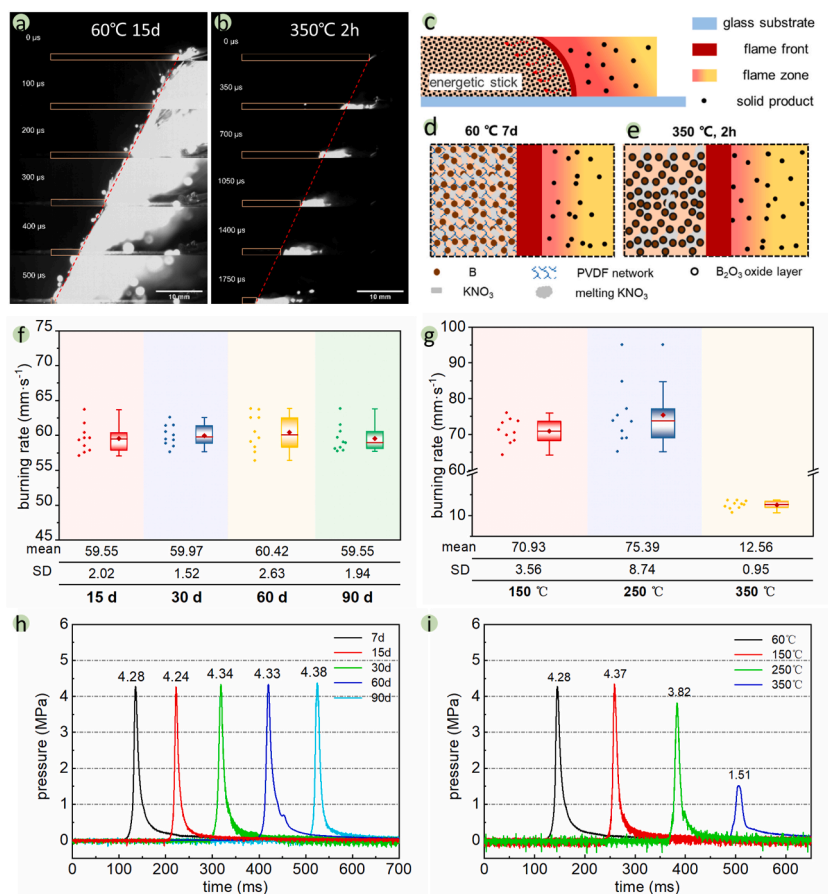 a
60℃ 15d
0 μs
100 μs
200 μs
300 μs
400 μs
500 μs
10 mm
b
350℃ 2h
0 μs
350 μs
700 μs
1050 μs
1400 μs
1750 μs
10 mm
c
energetic stick
glass substrate
flame front
flame zone
solid product
d 60 ℃ 7d
e 350 ℃, 2h
B
PVDF network
B₂O₃ oxide layer
KNO₃
melting KNO₃
f
burning rate (mm·s⁻¹)
75
70
65
60
55
50
45
mean 59.55 59.97 60.42 59.55
SD 2.02 1.52 2.63 1.94
15 d 30 d 60 d 90 d
g
burning rate (mm·s⁻¹)
100
90
80
70
60
10
mean 70.93 75.39 12.56
SD 3.56 8.74 0.95
150 ℃ 250 ℃ 350 ℃
h
pressure (MPa)
6
5
4
3
2
1
0
4.28 4.24 4.34 4.33 4.38
7d
15d
30d
60d
90d
0 100 200 300 400 500 600 700
time (ms)
i
pressure (MPa)
6
5
4
3
2
1
0
4.28 4.37 3.82 1.51
60℃
150℃
250℃
350℃
0 100 200 300 400 500 600
time (ms)